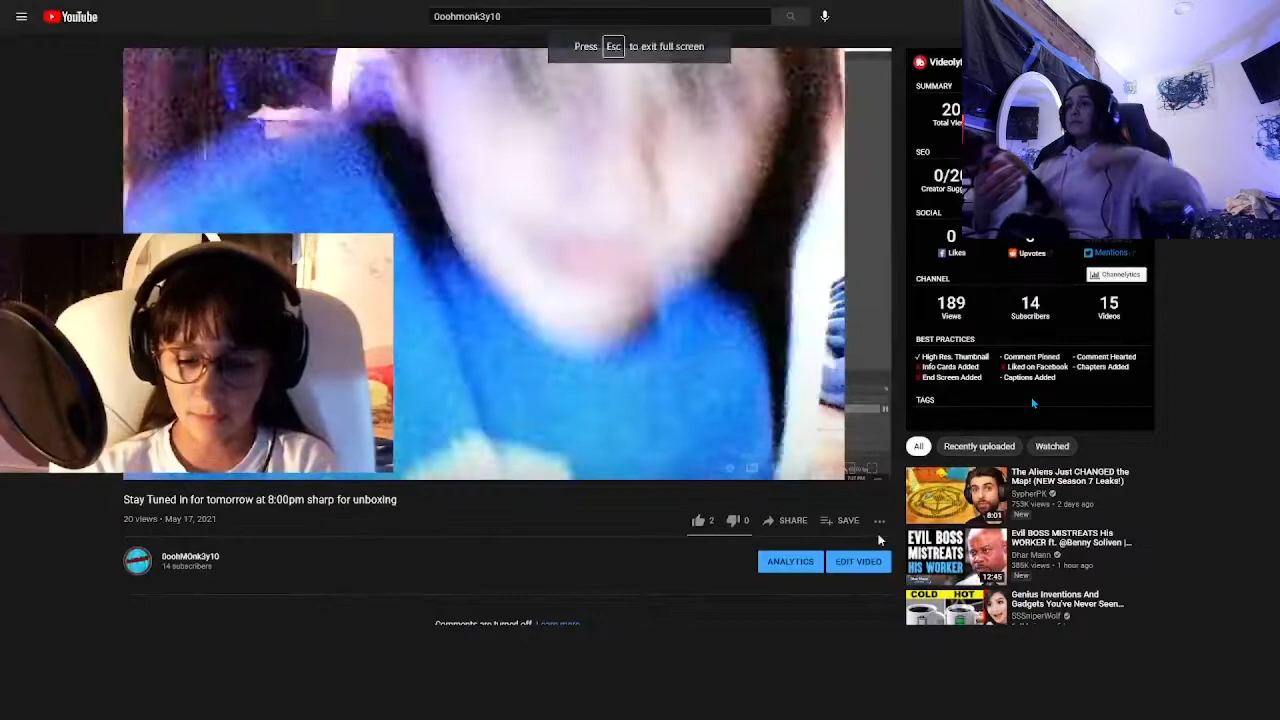 YouTube
0oohmonk3y10
Press Esc to exit full screen
SUMMARY
20
SEO
SOCIAL
0
Likes
Upvotes
Mentions
CHANNEL
Channelytics
189
14
15
Views
Subscribers
Videos
BEST PRACTICES
✓ High Res. Thumbnail
- Comment Pinned
- Comment Hearted
x Info Cards Added
x Liked on Facebook
- Chapters Added
x End Screen Added
- Captions Added
TAGS
All
Recently uploaded
Watched
Stay Tuned in for tomorrow at 8:00pm sharp for unboxing
20 views • May 17, 2021
2
0
SHARE
SAVE
0oohM0nk3y10
14 subscribers
ANALYTICS
EDIT VIDEO
Comments are turned off. Learn more
8:01
The Aliens Just CHANGED the
Map! (NEW Season 7 Leaks!)
SypherPK
753K views • 2 days ago
New
EVIL BOSS
MISTREATS
HIS WORKER
12:45
EVIL BOSS MISTREATS His
WORKER ft. @Benny Soliven |...
Dhar Mann
385K views • 1 hour ago
New
COLD HOT
Genius Inventions And
Gadgets You've Never Seen...
SSSniperWolf